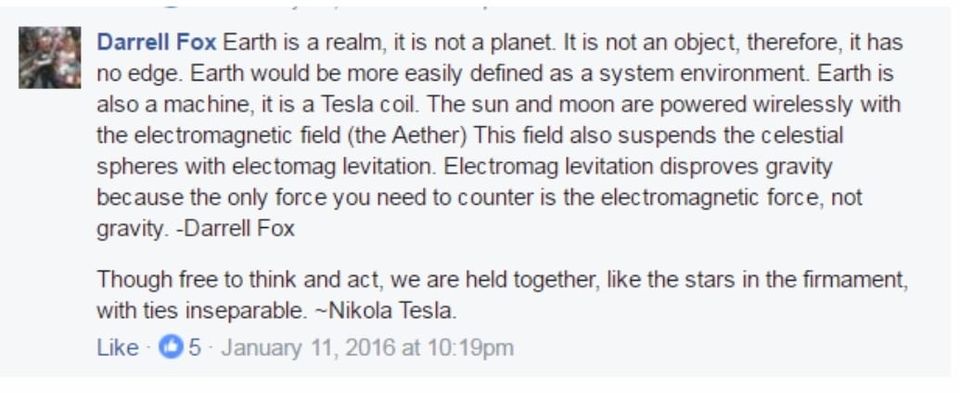 Darrell Fox Earth is a realm, it is not a planet. It is not an object, therefore, it has
no edge. Earth would be more easily defined as a system environment. Earth is
also a machine, it is a Tesla coil. The sun and moon are powered wirelessly with
the electromagnetic field (the Aether) This field also suspends the celestial
spheres with electomag levitation. Electromag levitation disproves gravity
because the only force you need to counter is the electromagnetic force, not
gravity. -Darrell Fox
Though free to think and act, we are held together, like the stars in the firmament,
with ties inseparable. ~Nikola Tesla.
Like · 5 · January 11, 2016 at 10:19pm